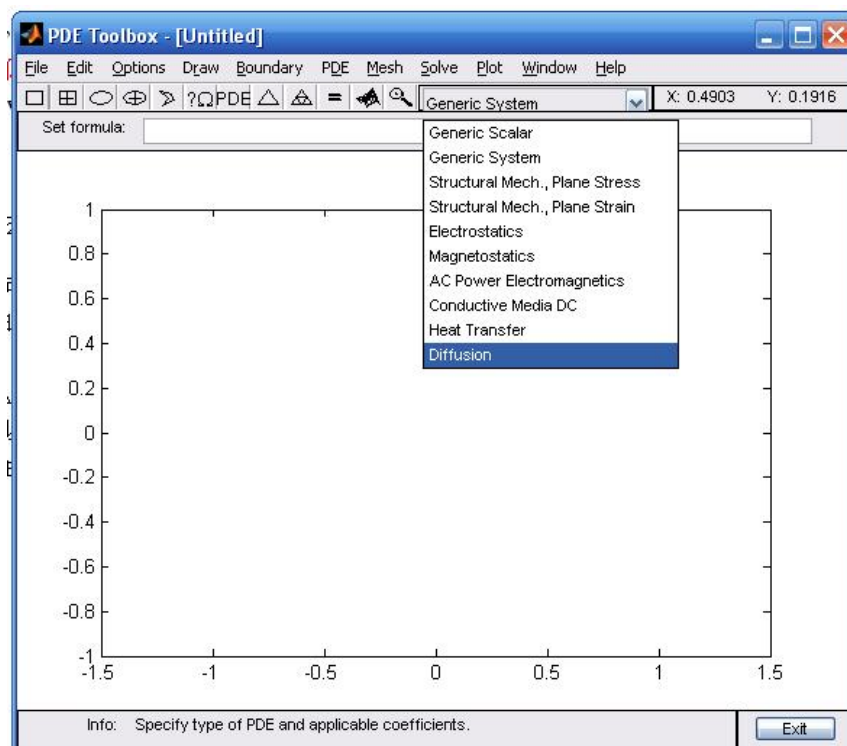 PDE Toolbox - [Untitled]
File Edit Options Draw Boundary PDE Mesh Solve Plot Window Help
?Ω PDE = Generic System X: 0.4903 Y: 0.1916
Set formula:
Generic Scalar
Generic System
Structural Mech., Plane Stress
Structural Mech., Plane Strain
Electrostatics
Magnetostatics
AC Power Electromagnetics
Conductive Media DC
Heat Transfer
Diffusion
1
0.8
0.6
0.4
0.2
0
-0.2
-0.4
-0.6
-0.8
-1
-1.5 -1 -0.5 0 0.5 1 1.5
Info: Specify type of PDE and applicable coefficients.
Exit